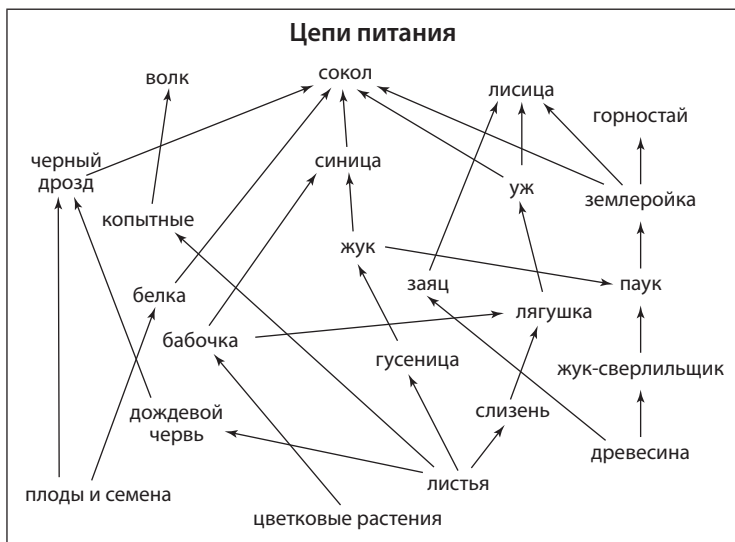 Цепи питания
волк
сокол
лисица
горностай
черный
дрозд
синица
уж
землеройка
копытные
жук
белка
заяц
паук
бабочка
лягушка
гусеница
жук-сверлильщик
дождевой
червь
слизень
древесина
плоды и семена
листья
цветковые растения